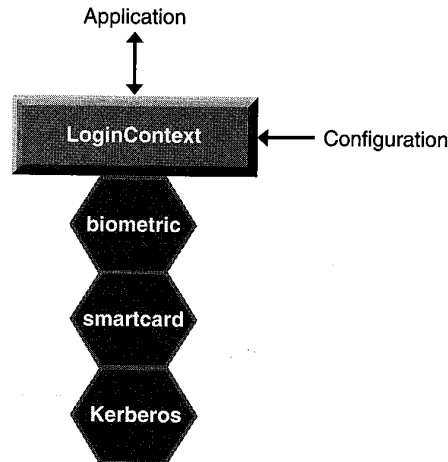 Application
LoginContext
Configuration
biometric
smartcard
Kerberos